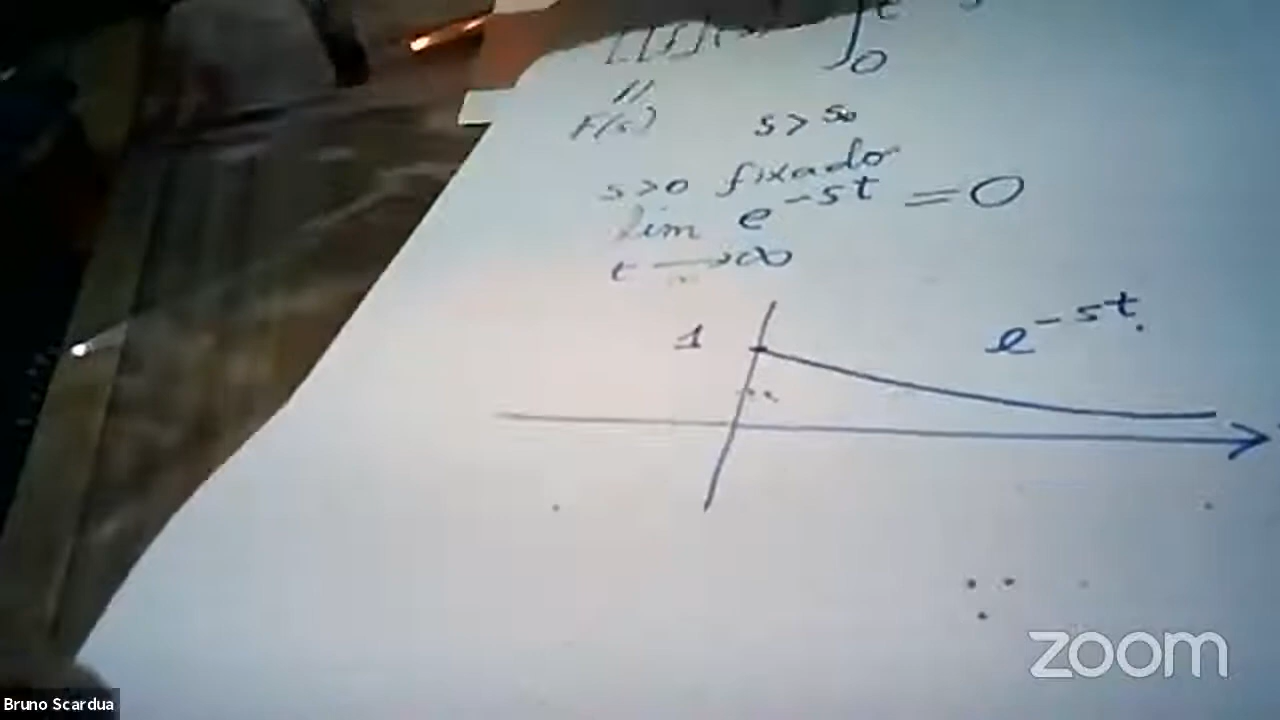 L[f](s) ∫₀
//
F(s) s > s₀
s>0 fixado
lim e^{-st} = 0
t → ∞
1 e^{-st}
zoom
Bruno Scardua